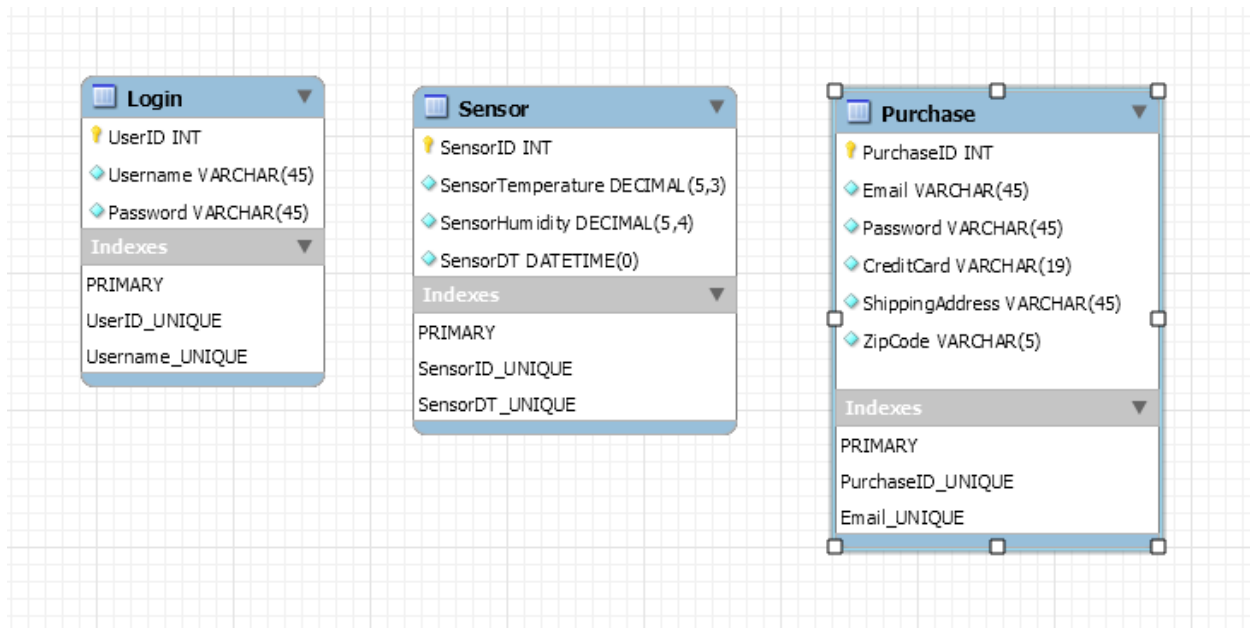 Login
UserID INT
Username VARCHAR(45)
Password VARCHAR(45)
Indexes
PRIMARY
UserID_UNIQUE
Username_UNIQUE
Sensor
SensorID INT
SensorTemperature DECIMAL(5,3)
SensorHumidity DECIMAL(5,4)
SensorDT DATETIME(0)
Indexes
PRIMARY
SensorID_UNIQUE
SensorDT_UNIQUE
Purchase
PurchaseID INT
Email VARCHAR(45)
Password VARCHAR(45)
CreditCard VARCHAR(19)
ShippingAddress VARCHAR(45)
ZipCode VARCHAR(5)
Indexes
PRIMARY
PurchaseID_UNIQUE
Email_UNIQUE